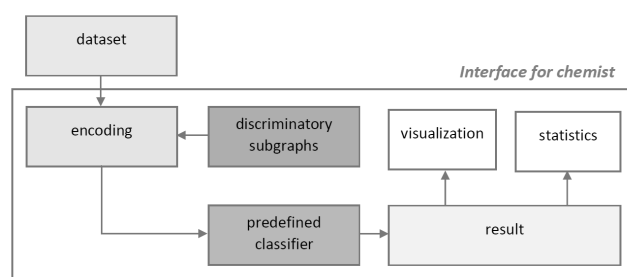 dataset
Interface for chemist
encoding
discriminatory
subgraphs
visualization
statistics
predefined
classifier
result